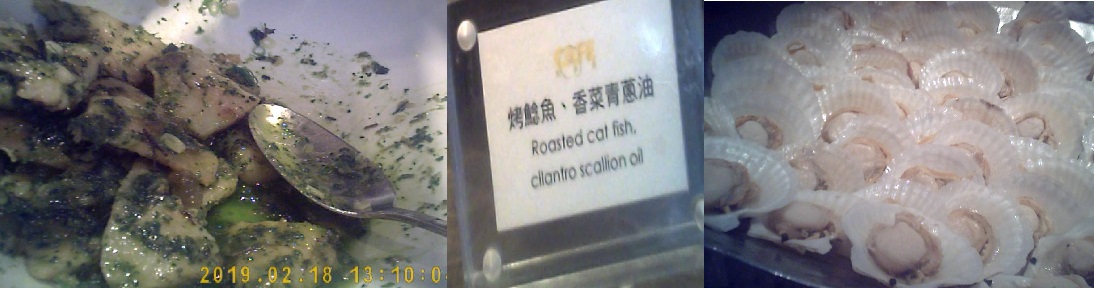 烤鯰魚、香菜青蔥油
Roasted cat fish,
cilantro scallion oil
2019.02.18 13:10:0